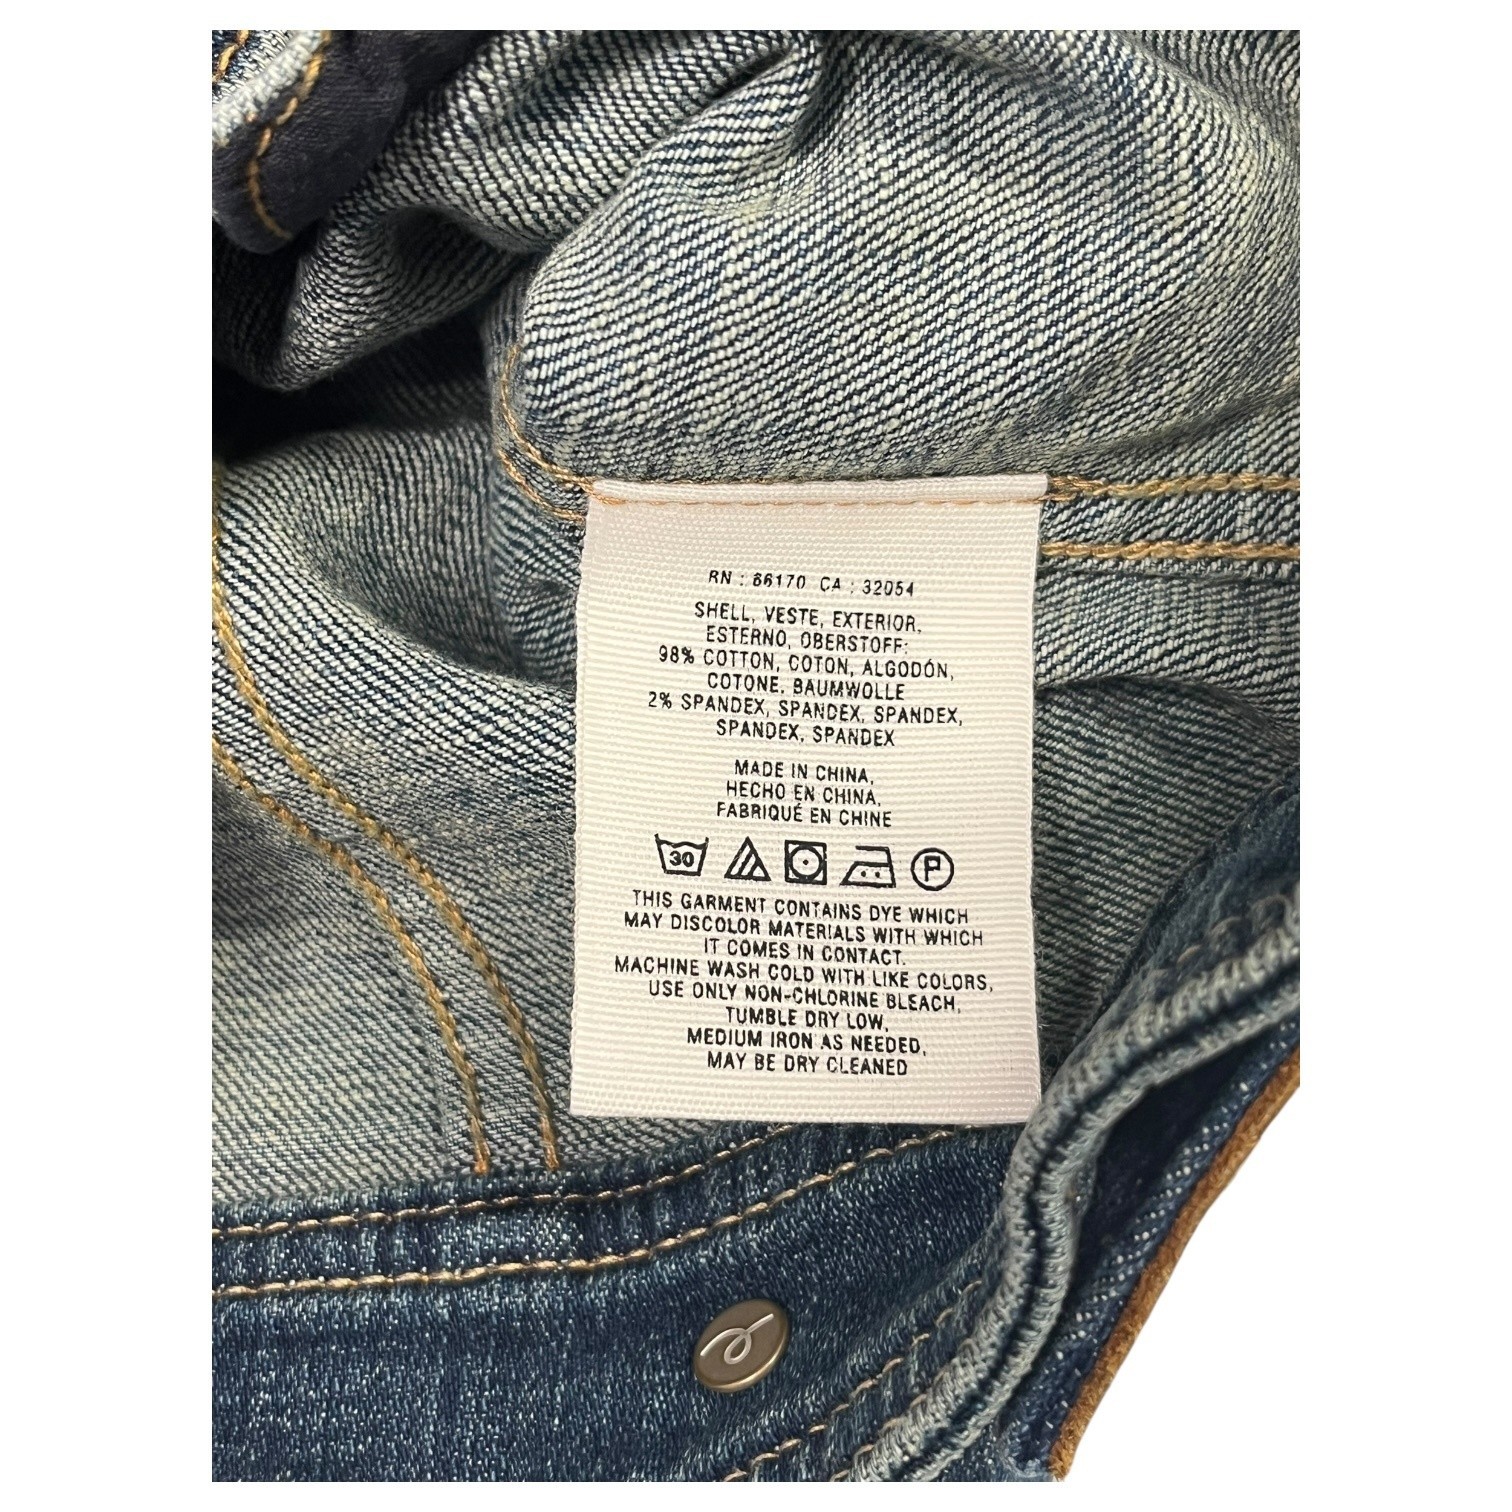 RN : 86170 CA : 32054
SHELL, VESTE, EXTERIOR,
ESTERNO, OBERSTOFF:
98% COTTON, COTON, ALGODÓN,
COTONE, BAUMWOLLE
2% SPANDEX, SPANDEX, SPANDEX,
SPANDEX, SPANDEX
MADE IN CHINA,
HECHO EN CHINA,
FABRIQUÉ EN CHINE
30 P
THIS GARMENT CONTAINS DYE WHICH
MAY DISCOLOR MATERIALS WITH WHICH
IT COMES IN CONTACT.
MACHINE WASH COLD WITH LIKE COLORS,
USE ONLY NON-CHLORINE BLEACH,
TUMBLE DRY LOW,
MEDIUM IRON AS NEEDED,
MAY BE DRY CLEANED